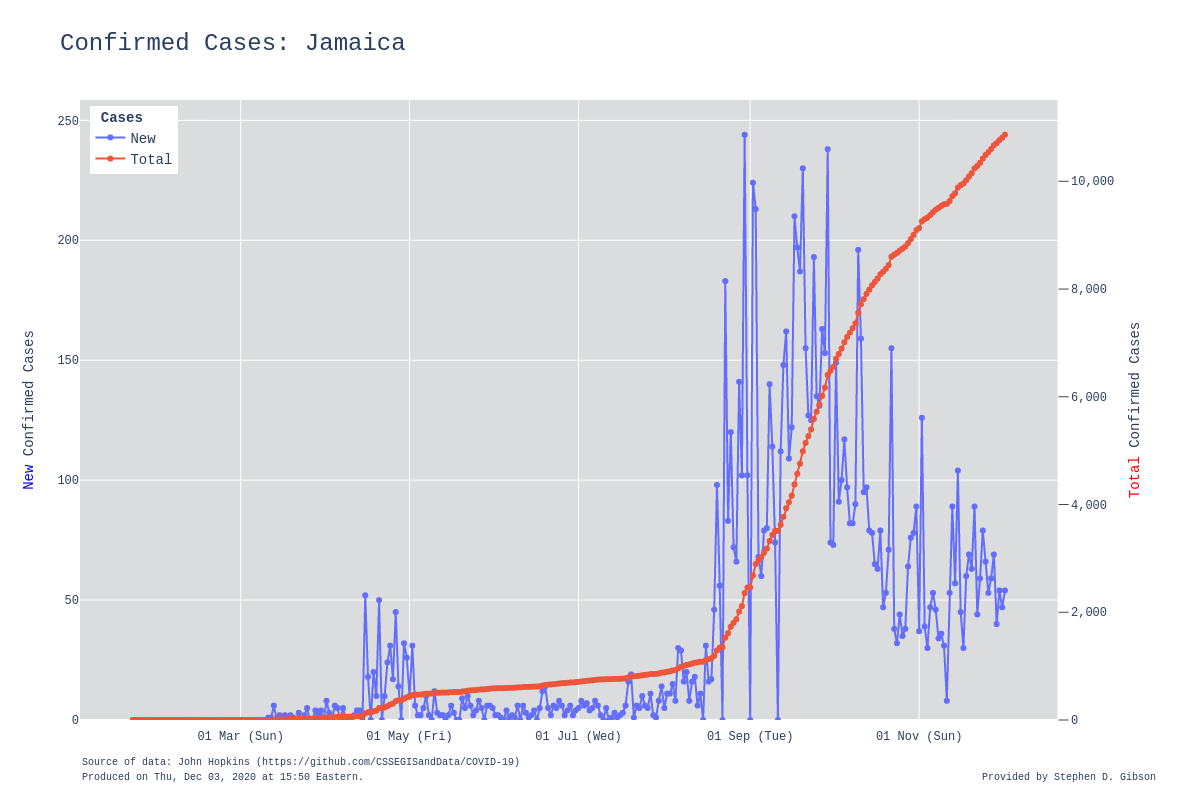 Confirmed Cases: Jamaica
Cases
New
Total
250
200
150
100
50
0
10,000
8,000
6,000
4,000
2,000
0
New Confirmed Cases
Total Confirmed Cases
01 Mar (Sun)
01 May (Fri)
01 Jul (Wed)
01 Sep (Tue)
01 Nov (Sun)
Source of data: John Hopkins (https://github.com/CSSEGISandData/COVID-19)
Produced on Thu, Dec 03, 2020 at 15:50 Eastern.
Provided by Stephen D. Gibson